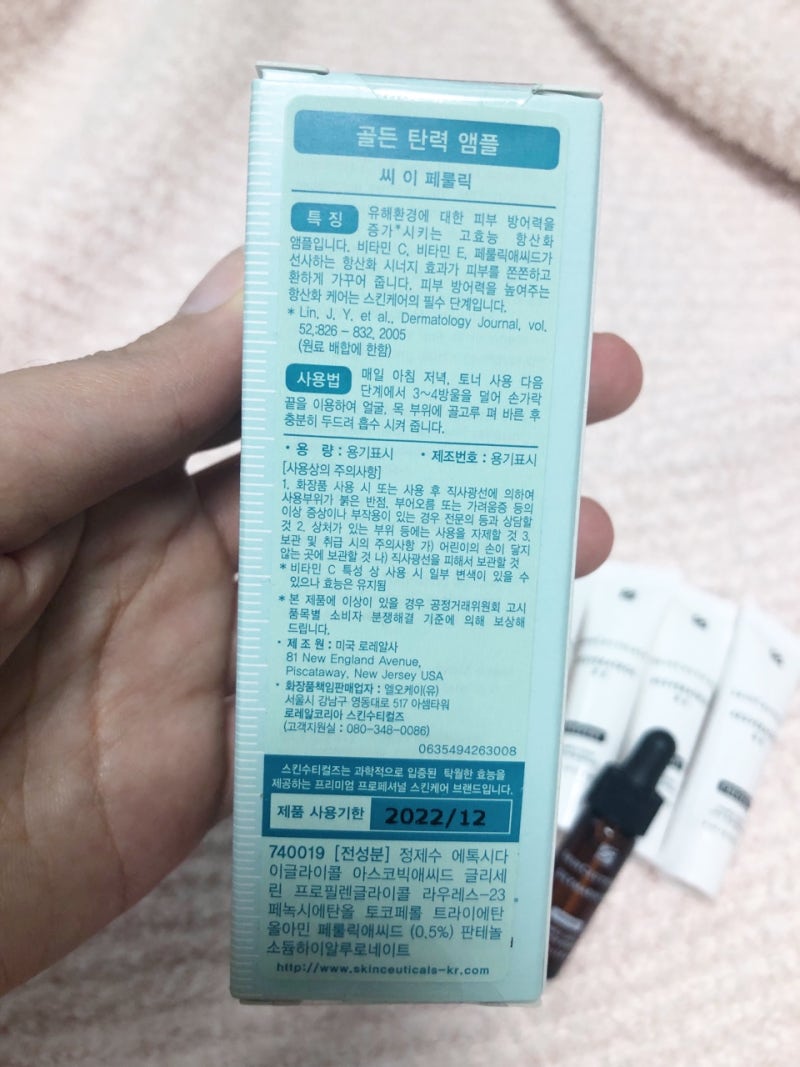 골든 탄력 앰플
씨 이 페룰릭
특 징 유해환경에 대한 피부 방어력을
증가*시키는 고효능 항산화
앰플입니다. 비타민 C, 비타민 E, 페룰릭애씨드가
선사하는 항산화 시너지 효과가 피부를 쫀쫀하고
환하게 가꾸어 줍니다. 피부 방어력을 높여주는
항산화 케어는 스킨케어의 필수 단계입니다.
* Lin, J. Y, et al., Dermatology Journal, vol.
52,:826 - 832, 2005
(원료 배합에 한함)
사용법 매일 아침 저녁, 토너 사용 다음
단계에서 3~4방울을 덜어 손가락
끝을 이용하여 얼굴, 목 부위에 골고루 펴 바른 후
충분히 두드려 흡수 시켜 줍니다.
• 용 량 : 용기표시 • 제조번호 : 용기표시
[사용상의 주의사항]
1. 화장품 사용 시 또는 사용 후 직사광선에 의하여
사용부위가 붉은 반점, 부어오름 또는 가려움증 등의
이상 증상이나 부작용이 있는 경우 전문의 등과 상담할
것 2. 상처가 있는 부위 등에는 사용을 자제할 것 3.
보관 및 취급 시의 주의사항 가) 어린이의 손이 닿지
않는 곳에 보관할 것 나) 직사광선을 피해서 보관할 것
* 비타민 C 특성 상 사용 시 일부 변색이 있을 수
있으나 효능은 유지됨
* 본 제품에 이상이 있을 경우 공정거래위원회 고시
품목별 소비자 분쟁해결 기준에 의해 보상해
드립니다.
• 제 조 원 : 미국 로레알사
81 New England Avenue,
Piscataway, New Jersey USA
• 화장품책임판매업자 : 엘오케이(유)
서울시 강남구 영동대로 517 아셈타워
로레알코리아 스킨수티컬즈
(고객지원실 : 080-348-0086)
0635494263008
스킨수티컬즈는 과학적으로 입증된 탁월한 효능을
제공하는 프리미엄 프로페셔널 스킨케어 브랜드입니다.
제품 사용기한 2022/12
740019 [전성분] 정제수 에톡시다
이글라이콜 아스코빅애씨드 글리세
린 프로필렌글라이콜 라우레스-23
페녹시에탄올 토코페롤 트라이에탄
올아민 페룰릭애씨드 (0.5%) 판테놀
소듐하이알루로네이트
http://www.skinceuticals-kr.com